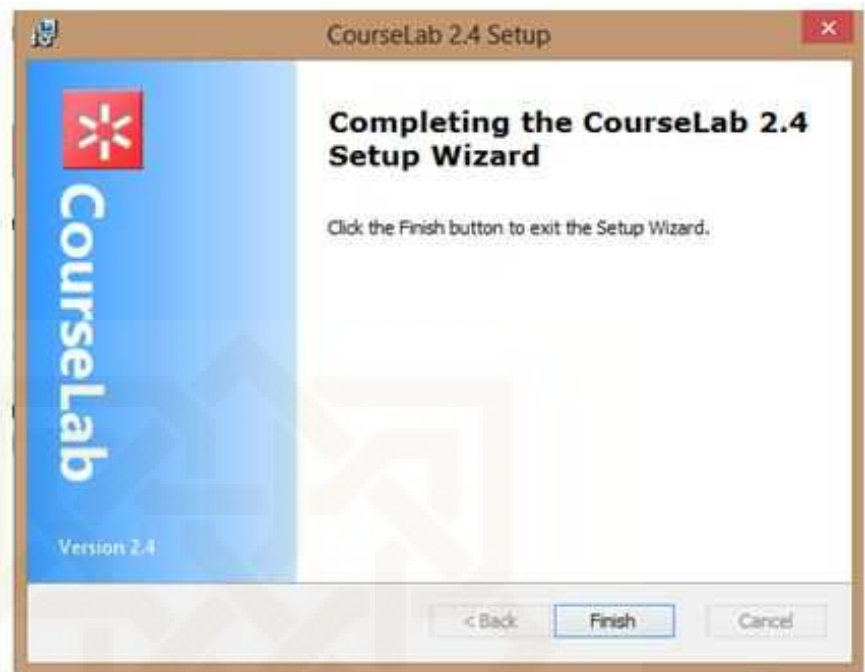 CourseLab 2.4 Setup
CourseLab
Version 2.4
Completing the CourseLab 2.4
Setup Wizard
Click the Finish button to exit the Setup Wizard.
< Back
Finish
Cancel